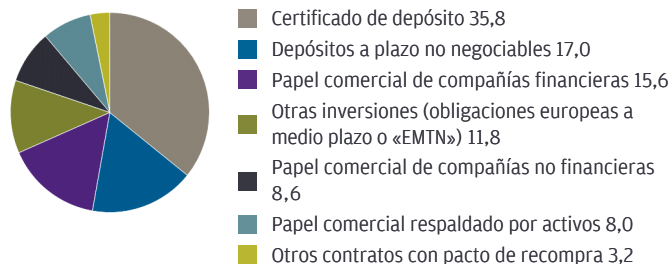 Certificado de depósito 35,8
Depósitos a plazo no negociables 17,0
Papel comercial de compañías financieras 15,6
Otras inversiones (obligaciones europeas a
medio plazo o «EMTN») 11,8
Papel comercial de compañías no financieras
8,6
Papel comercial respaldado por activos 8,0
Otros contratos con pacto de recompra 3,2